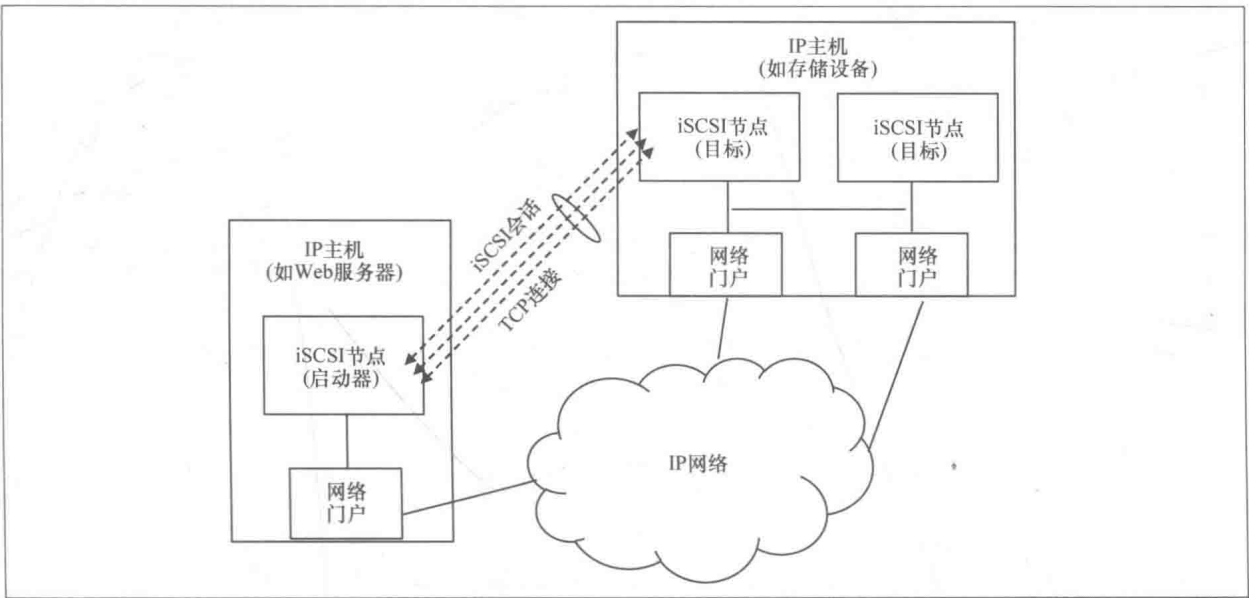 IP主机
(如存储设备)
iSCSI节点
(目标)
iSCSI节点
(目标)
网络
门户
网络
门户
iSCSI会话
TCP连接
IP主机
(如Web服务器)
iSCSI节点
(启动器)
网络
门户
IP网络